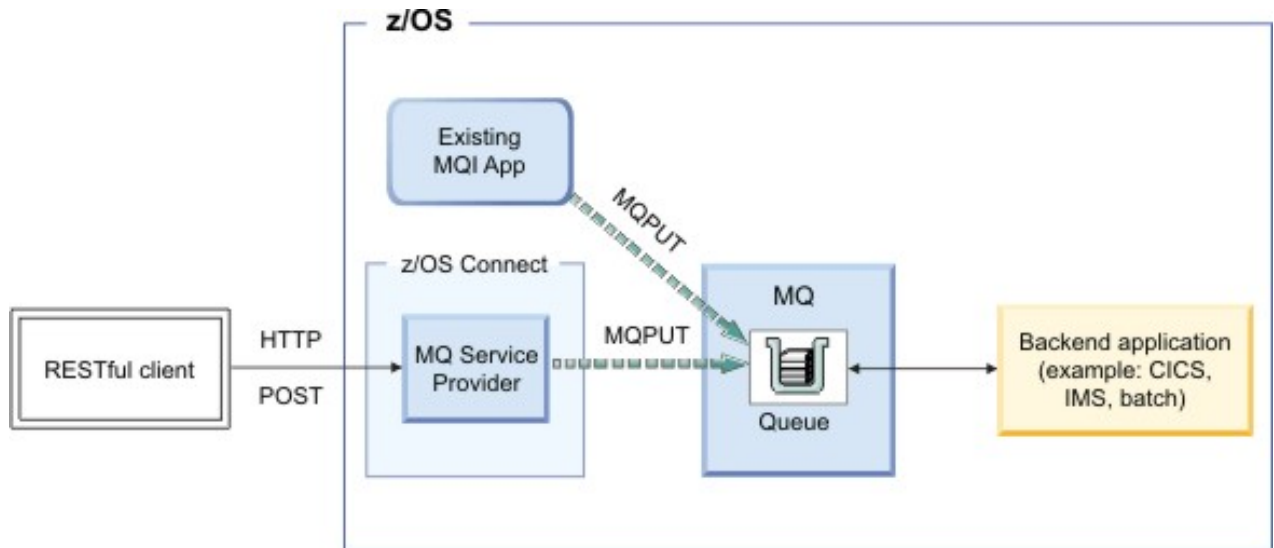 z/OS
Existing
MQI App
MQPUT
z/OS Connect
MQ
RESTful client
HTTP
POST
MQ Service
Provider
MQPUT
Queue
Backend application
(example: CICS,
IMS, batch)